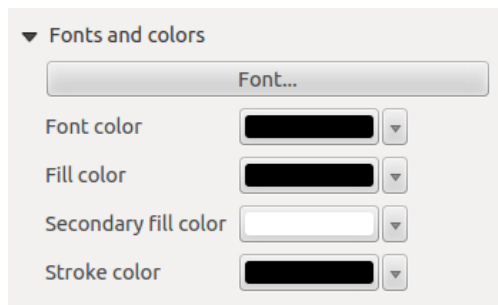 Fonts and colors
Font...
Font color
Fill color
Secondary fill color
Stroke color